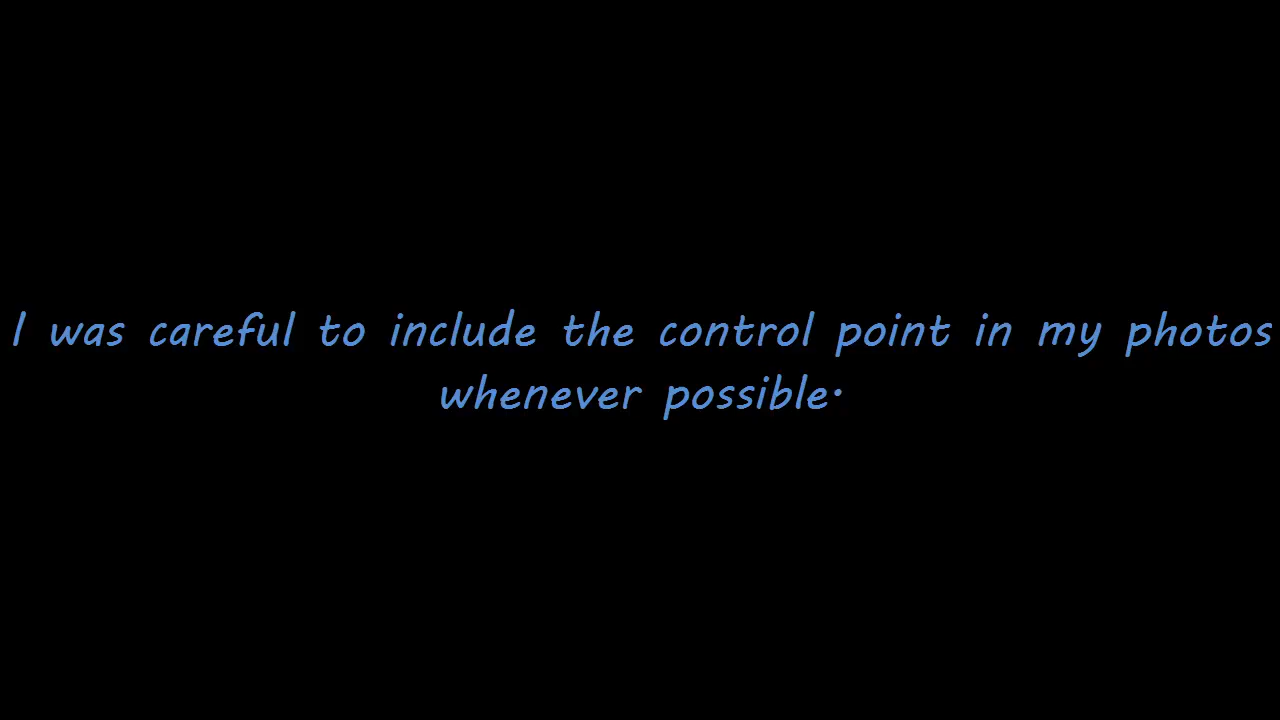 I was careful to include the control point in my photos
whenever possible.